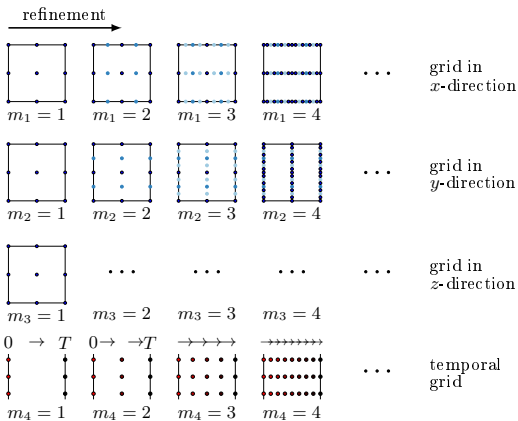 refinement
grid in
x-direction
m₁ = 1 m₁ = 2 m₁ = 3 m₁ = 4 · · ·
grid in
y-direction
m₂ = 1 m₂ = 2 m₂ = 3 m₂ = 4 · · ·
· · · · · · · · · · · · grid in
z-direction
m₃ = 1 m₃ = 2 m₃ = 3 m₃ = 4
0 → T 0→ →T →→→→ →→→→→→→→
temporal
grid
m₄ = 1 m₄ = 2 m₄ = 3 m₄ = 4 · · ·